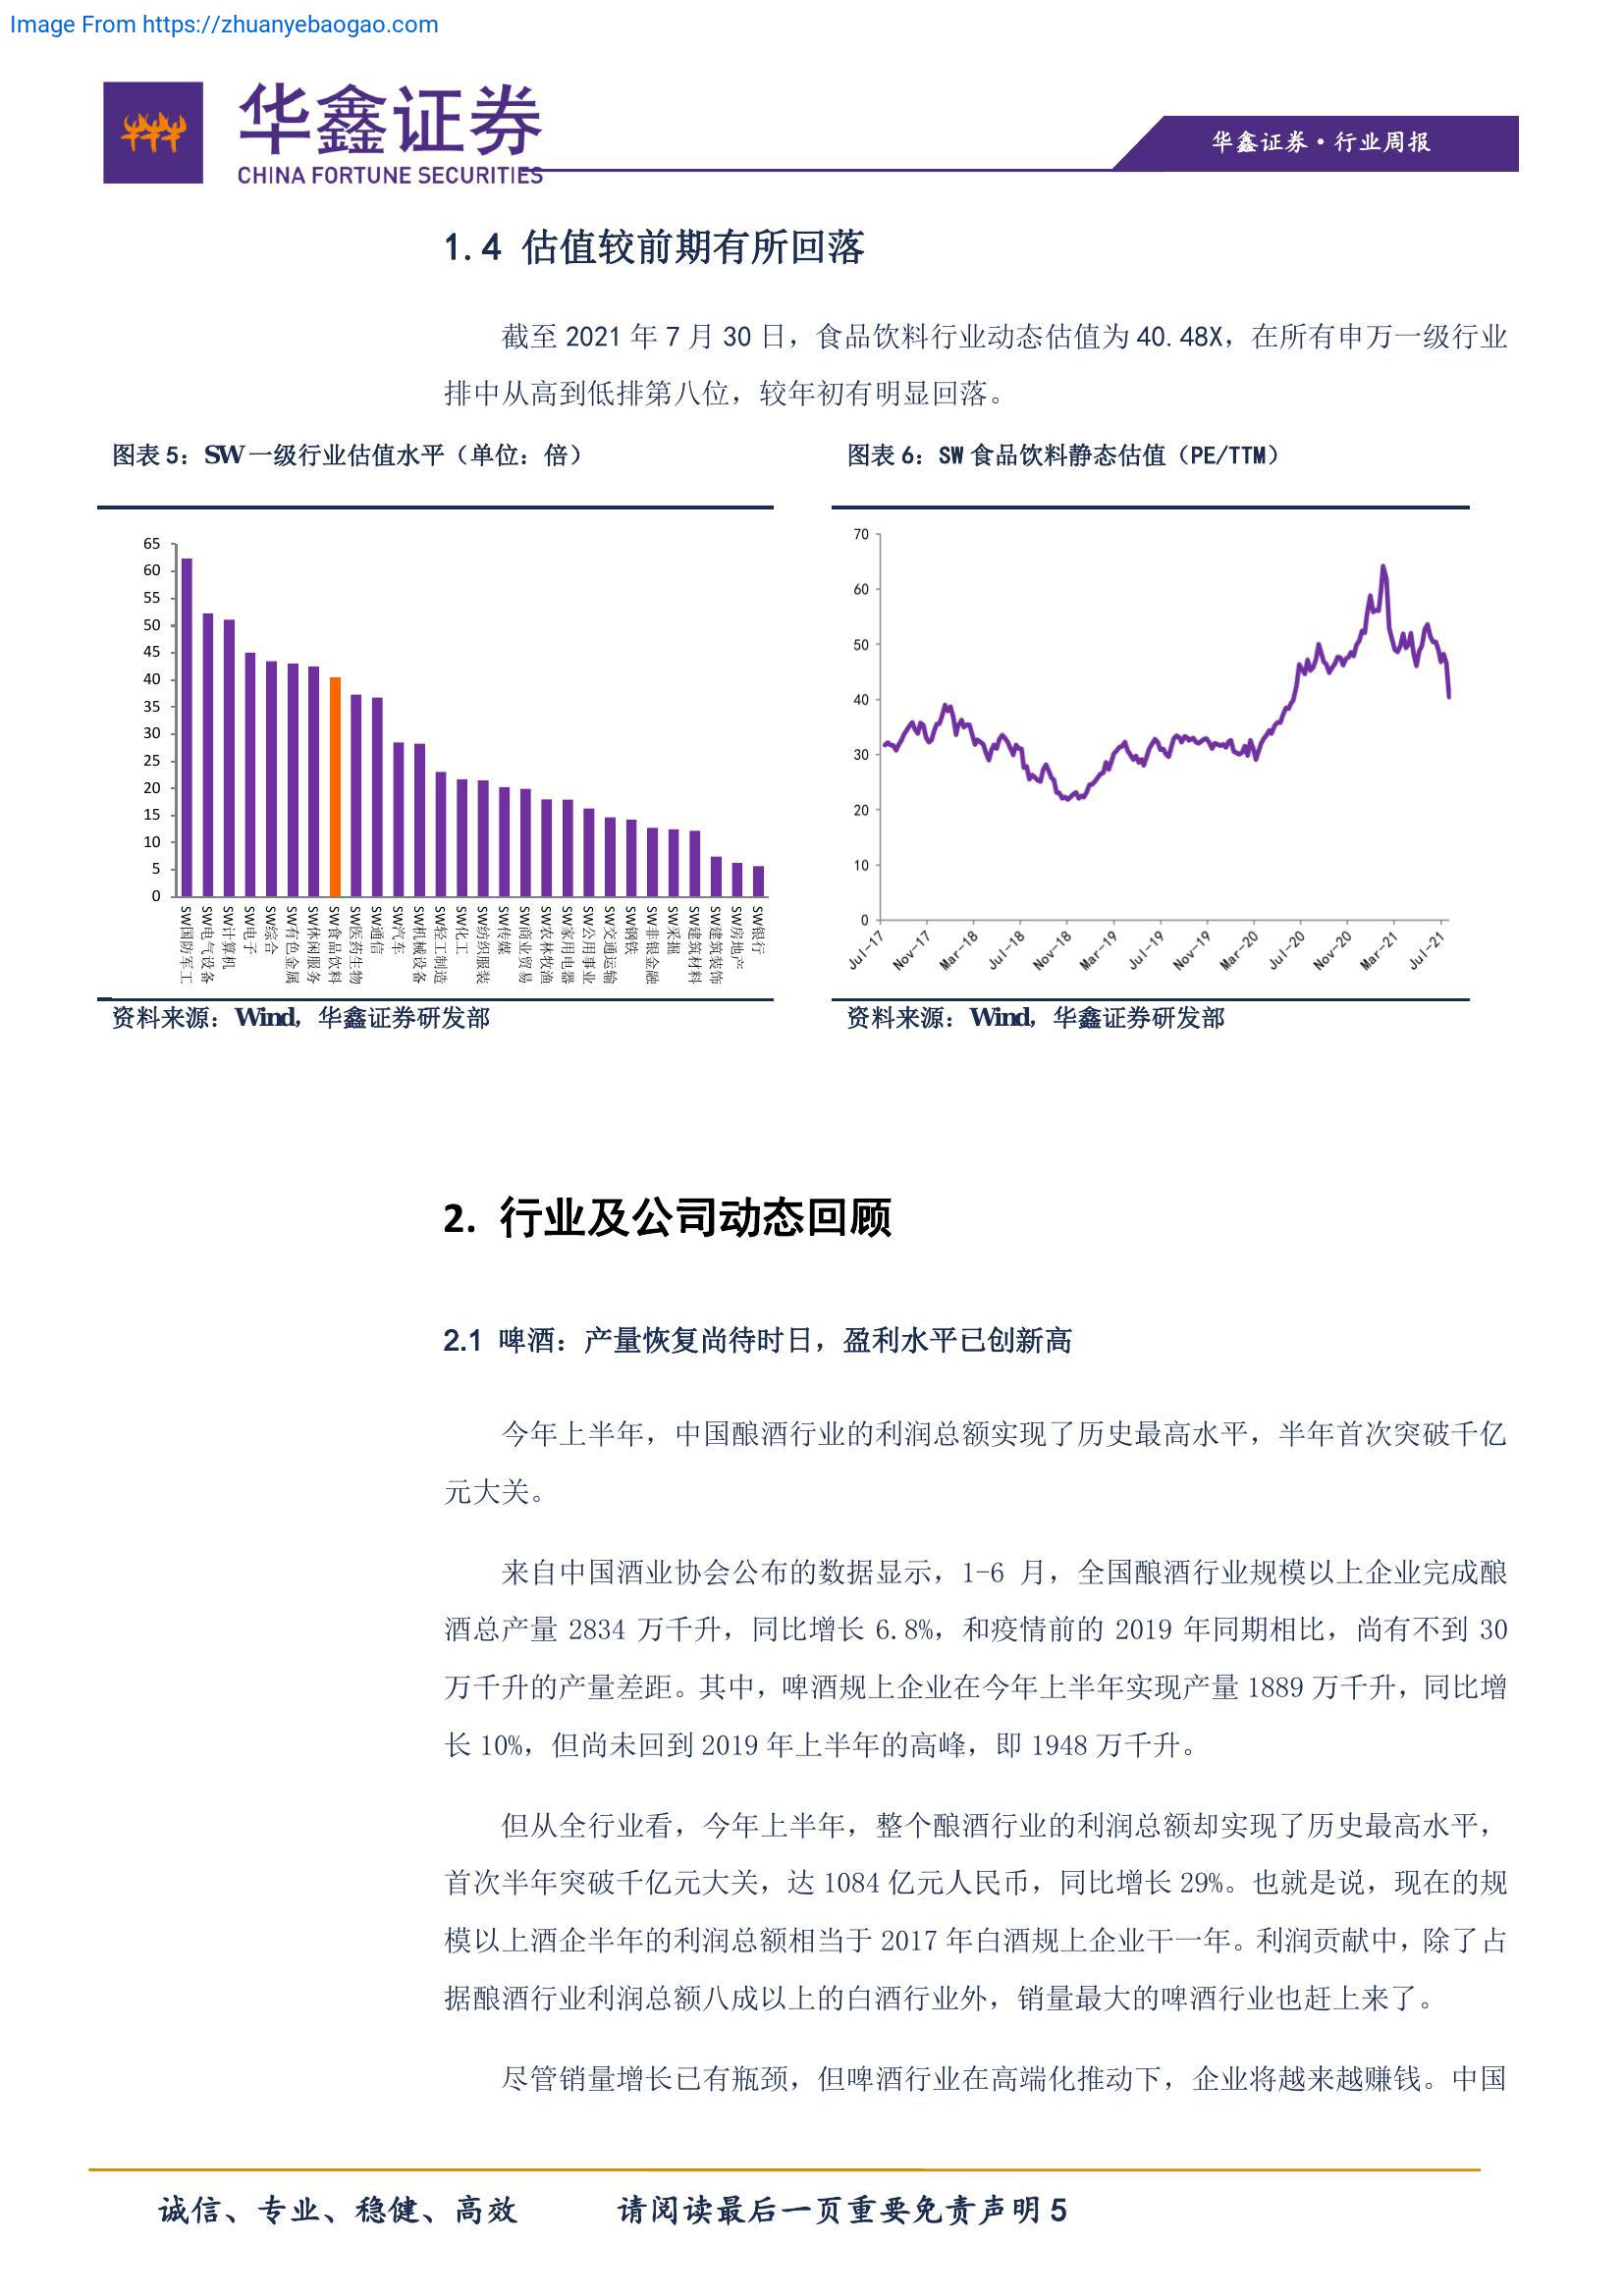 Image From https://zhuanyebaogao.com
华鑫证券
CHINA FORTUNE SECURITIES
华鑫证券·行业周报
1.4 估值较前期有所回落
截至 2021 年 7 月 30 日，食品饮料行业动态估值为 40.48X，在所有申万一级行业
排中从高到低排第八位，较年初有明显回落。
图表 5：SW 一级行业估值水平（单位：倍）
65
60
55
50
45
40
35
30
25
20
15
10
5
0
SW国防军工
SW电气设备
SW计算机
SW电子
SW综合
SW有色金属
SW休闲服务
SW食品饮料
SW医药生物
SW通信
SW汽车
SW机械设备
SW轻工制造
SW化工
SW纺织服装
SW传媒
SW商业贸易
SW农林牧渔
SW家用电器
SW公用事业
SW交通运输
SW钢铁
SW非银金融
SW采掘
SW建筑材料
SW建筑装饰
SW房地产
SW银行
资料来源：Wind，华鑫证券研发部
图表 6：SW 食品饮料静态估值（PE/TTM）
70
60
50
40
30
20
10
0
Jul-17
Nov-17
Mar-18
Jul-18
Nov-18
Mar-19
Jul-19
Nov-19
Mar-20
Jul-20
Nov-20
Mar-21
Jul-21
资料来源：Wind，华鑫证券研发部
2. 行业及公司动态回顾
2.1 啤酒：产量恢复尚待时日，盈利水平已创新高
今年上半年，中国酿酒行业的利润总额实现了历史最高水平，半年首次突破千亿
元大关。
来自中国酒业协会公布的数据显示，1-6 月，全国酿酒行业规模以上企业完成酿
酒总产量 2834 万千升，同比增长 6.8%，和疫情前的 2019 年同期相比，尚有不到 30
万千升的产量差距。其中，啤酒规上企业在今年上半年实现产量 1889 万千升，同比增
长 10%，但尚未回到 2019 年上半年的高峰，即 1948 万千升。
但从全行业看，今年上半年，整个酿酒行业的利润总额却实现了历史最高水平，
首次半年突破千亿元大关，达 1084 亿元人民币，同比增长 29%。也就是说，现在的规
模以上酒企半年的利润总额相当于 2017 年白酒规上企业干一年。利润贡献中，除了占
据酿酒行业利润总额八成以上的白酒行业外，销量最大的啤酒行业也赶上来了。
尽管销量增长已有瓶颈，但啤酒行业在高端化推动下，企业将越来越赚钱。中国
诚信、专业、稳健、高效
请阅读最后一页重要免责声明 5